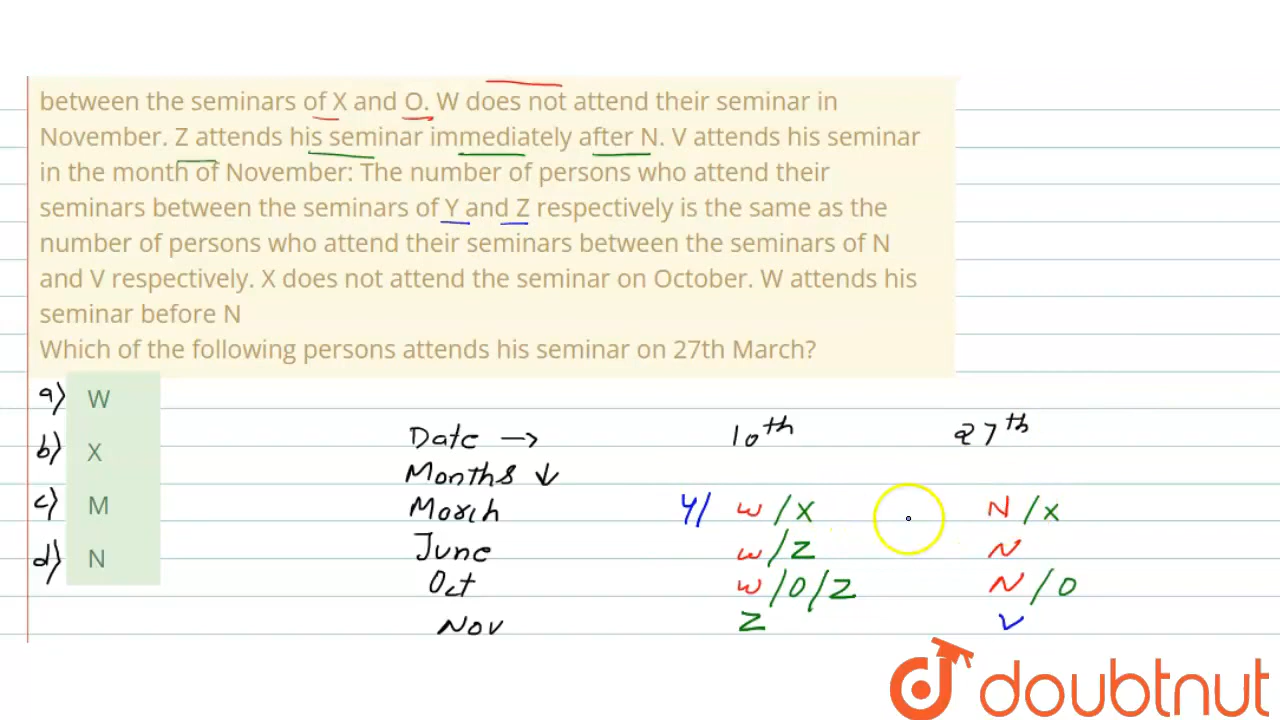 between the seminars of X and O. W does not attend their seminar in
November. Z attends his seminar immediately after N. V attends his seminar
in the month of November: The number of persons who attend their
seminars between the seminars of Y and Z respectively is the same as the
number of persons who attend their seminars between the seminars of N
and V respectively. X does not attend the seminar on October. W attends his
seminar before N
Which of the following persons attends his seminar on 27th March?
a) W
b) X
c) M
d) N
Date → 10th 27th
Months ↓
March Y/ W/X N/X
June W/Z N
Oct W/O/Z N/O
Nov Z V
doubtnut